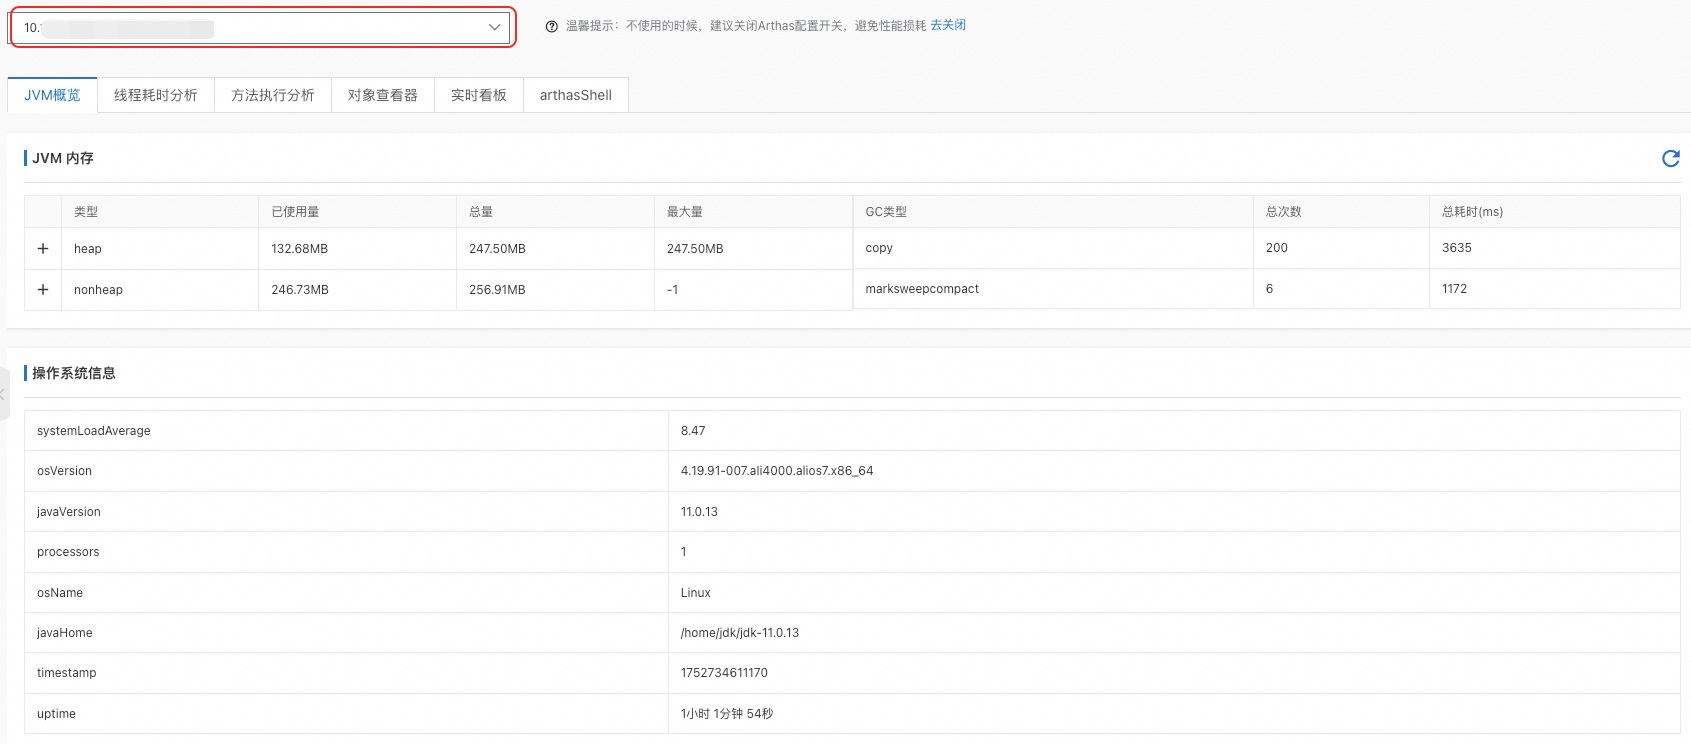 10.
温馨提示：不使用的时候，建议关闭Arthas配置开关，避免性能损耗 去关闭
JVM概览 线程耗时分析 方法执行分析 对象查看器 实时看板 arthasShell
JVM 内存
类型 已使用量 总量 最大量 GC类型 总次数 总耗时(ms)
heap 132.68MB 247.50MB 247.50MB copy 200 3635
nonheap 246.73MB 256.91MB -1 marksweepcompact 6 1172
操作系统信息
systemLoadAverage 8.47
osVersion 4.19.91-007.ali4000.alios7.x86_64
javaVersion 11.0.13
processors 1
osName Linux
javaHome /home/jdk/jdk-11.0.13
timestamp 1752734611170
uptime 1小时 1分钟 54秒